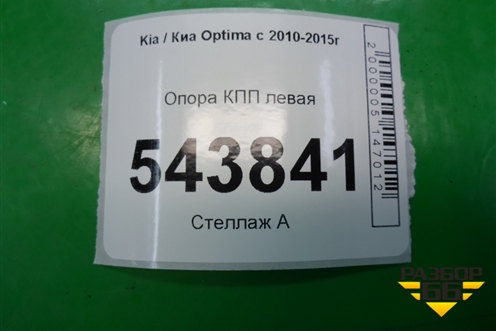 Kia / Киа Optima с 2010-2015г
Опора КПП левая
543841
Стеллаж А
2000005147012
РАЗБОР
66